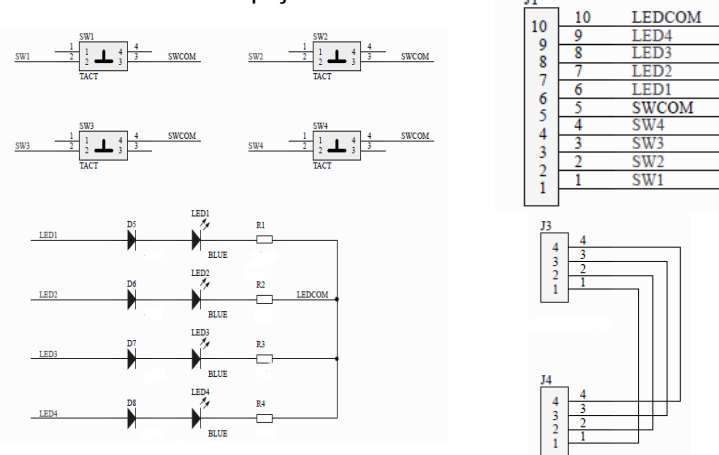 SW1
1 1 4 4
SW1 2 2 3 3 SWCOM
TACT
SW2
1 1 4 4
SW2 2 2 3 3 SWCOM
TACT
SW3
1 1 4 4
SW3 2 2 3 3 SWCOM
TACT
SW4
1 1 4 4
SW4 2 2 3 3 SWCOM
TACT
LED1
LED1 D5 R1
BLUE
LED2
LED2 D6 R2 LEDCOM
BLUE
LED3
LED3 D7 R3
BLUE
LED4
LED4 D8 R4
BLUE
J1
10 10 LEDCOM
9 9 LED4
8 8 LED3
7 7 LED2
6 6 LED1
5 5 SWCOM
4 4 SW4
3 3 SW3
2 2 SW2
1 1 SW1
J3
4 4
3 3
2 2
1 1
J4
4 4
3 3
2 2
1 1